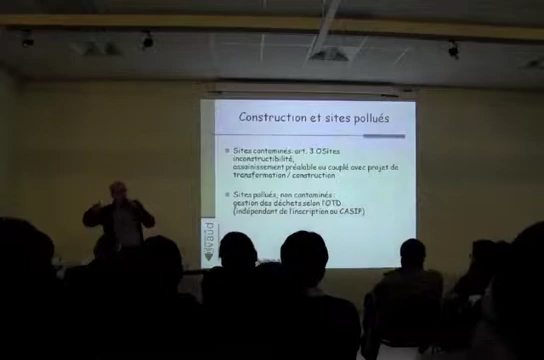 Construction et sites pollués
Sites contaminés: art. 3 OSites
inconstructibilité,
assainissement préalable ou couplé avec projet de
transformation / construction
Sites pollués, non contaminés :
gestion des déchets selon l'OTD
(indépendant de l'inscription au CASIP)
vaud